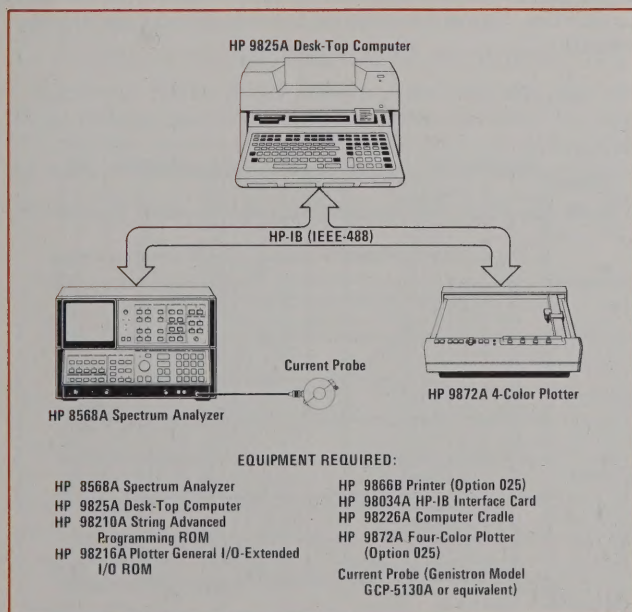 HP 9825A Desk-Top Computer
HP-IB (IEEE-488)
Current Probe
HP 8568A Spectrum Analyzer
HP 9872A 4-Color Plotter
EQUIPMENT REQUIRED:
HP 8568A Spectrum Analyzer
HP 9825A Desk-Top Computer
HP 98210A String Advanced
Programming ROM
HP 98216A Plotter General I/O-Extended
I/O ROM
HP 9866B Printer (Option 025)
HP 98034A HP-IB Interface Card
HP 98226A Computer Cradle
HP 9872A Four-Color Plotter
(Option 025)
Current Probe (Genistron Model
GCP-5130A or equivalent)